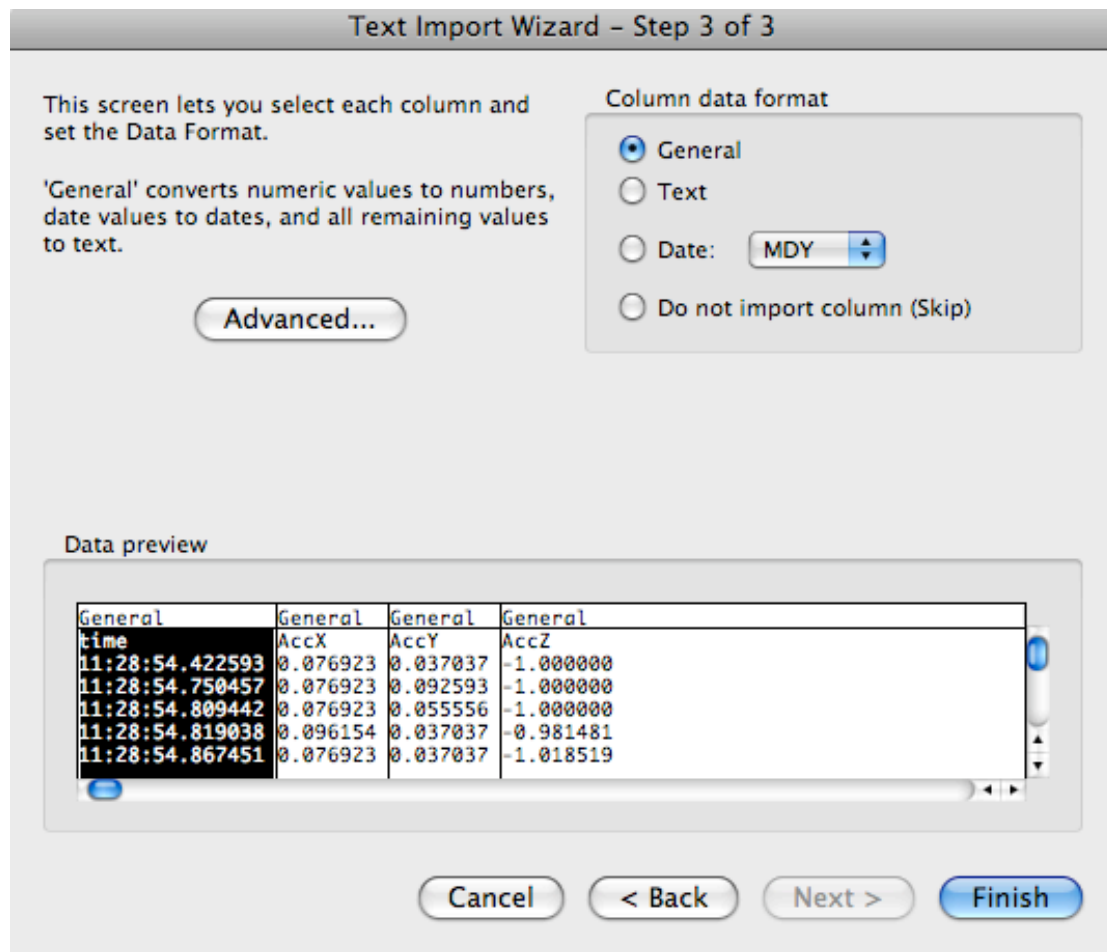 Text Import Wizard – Step 3 of 3
This screen lets you select each column and
set the Data Format.
'General' converts numeric values to numbers,
date values to dates, and all remaining values
to text.
Advanced...
Column data format
General
Text
Date: MDY
Do not import column (Skip)
Data preview
General General General General
time AccX AccY AccZ
11:28:54.422593 0.076923 0.037037 -1.000000
11:28:54.750457 0.076923 0.092593 -1.000000
11:28:54.809442 0.076923 0.055556 -1.000000
11:28:54.819038 0.096154 0.037037 -0.981481
11:28:54.867451 0.076923 0.037037 -1.018519
Cancel < Back Next > Finish